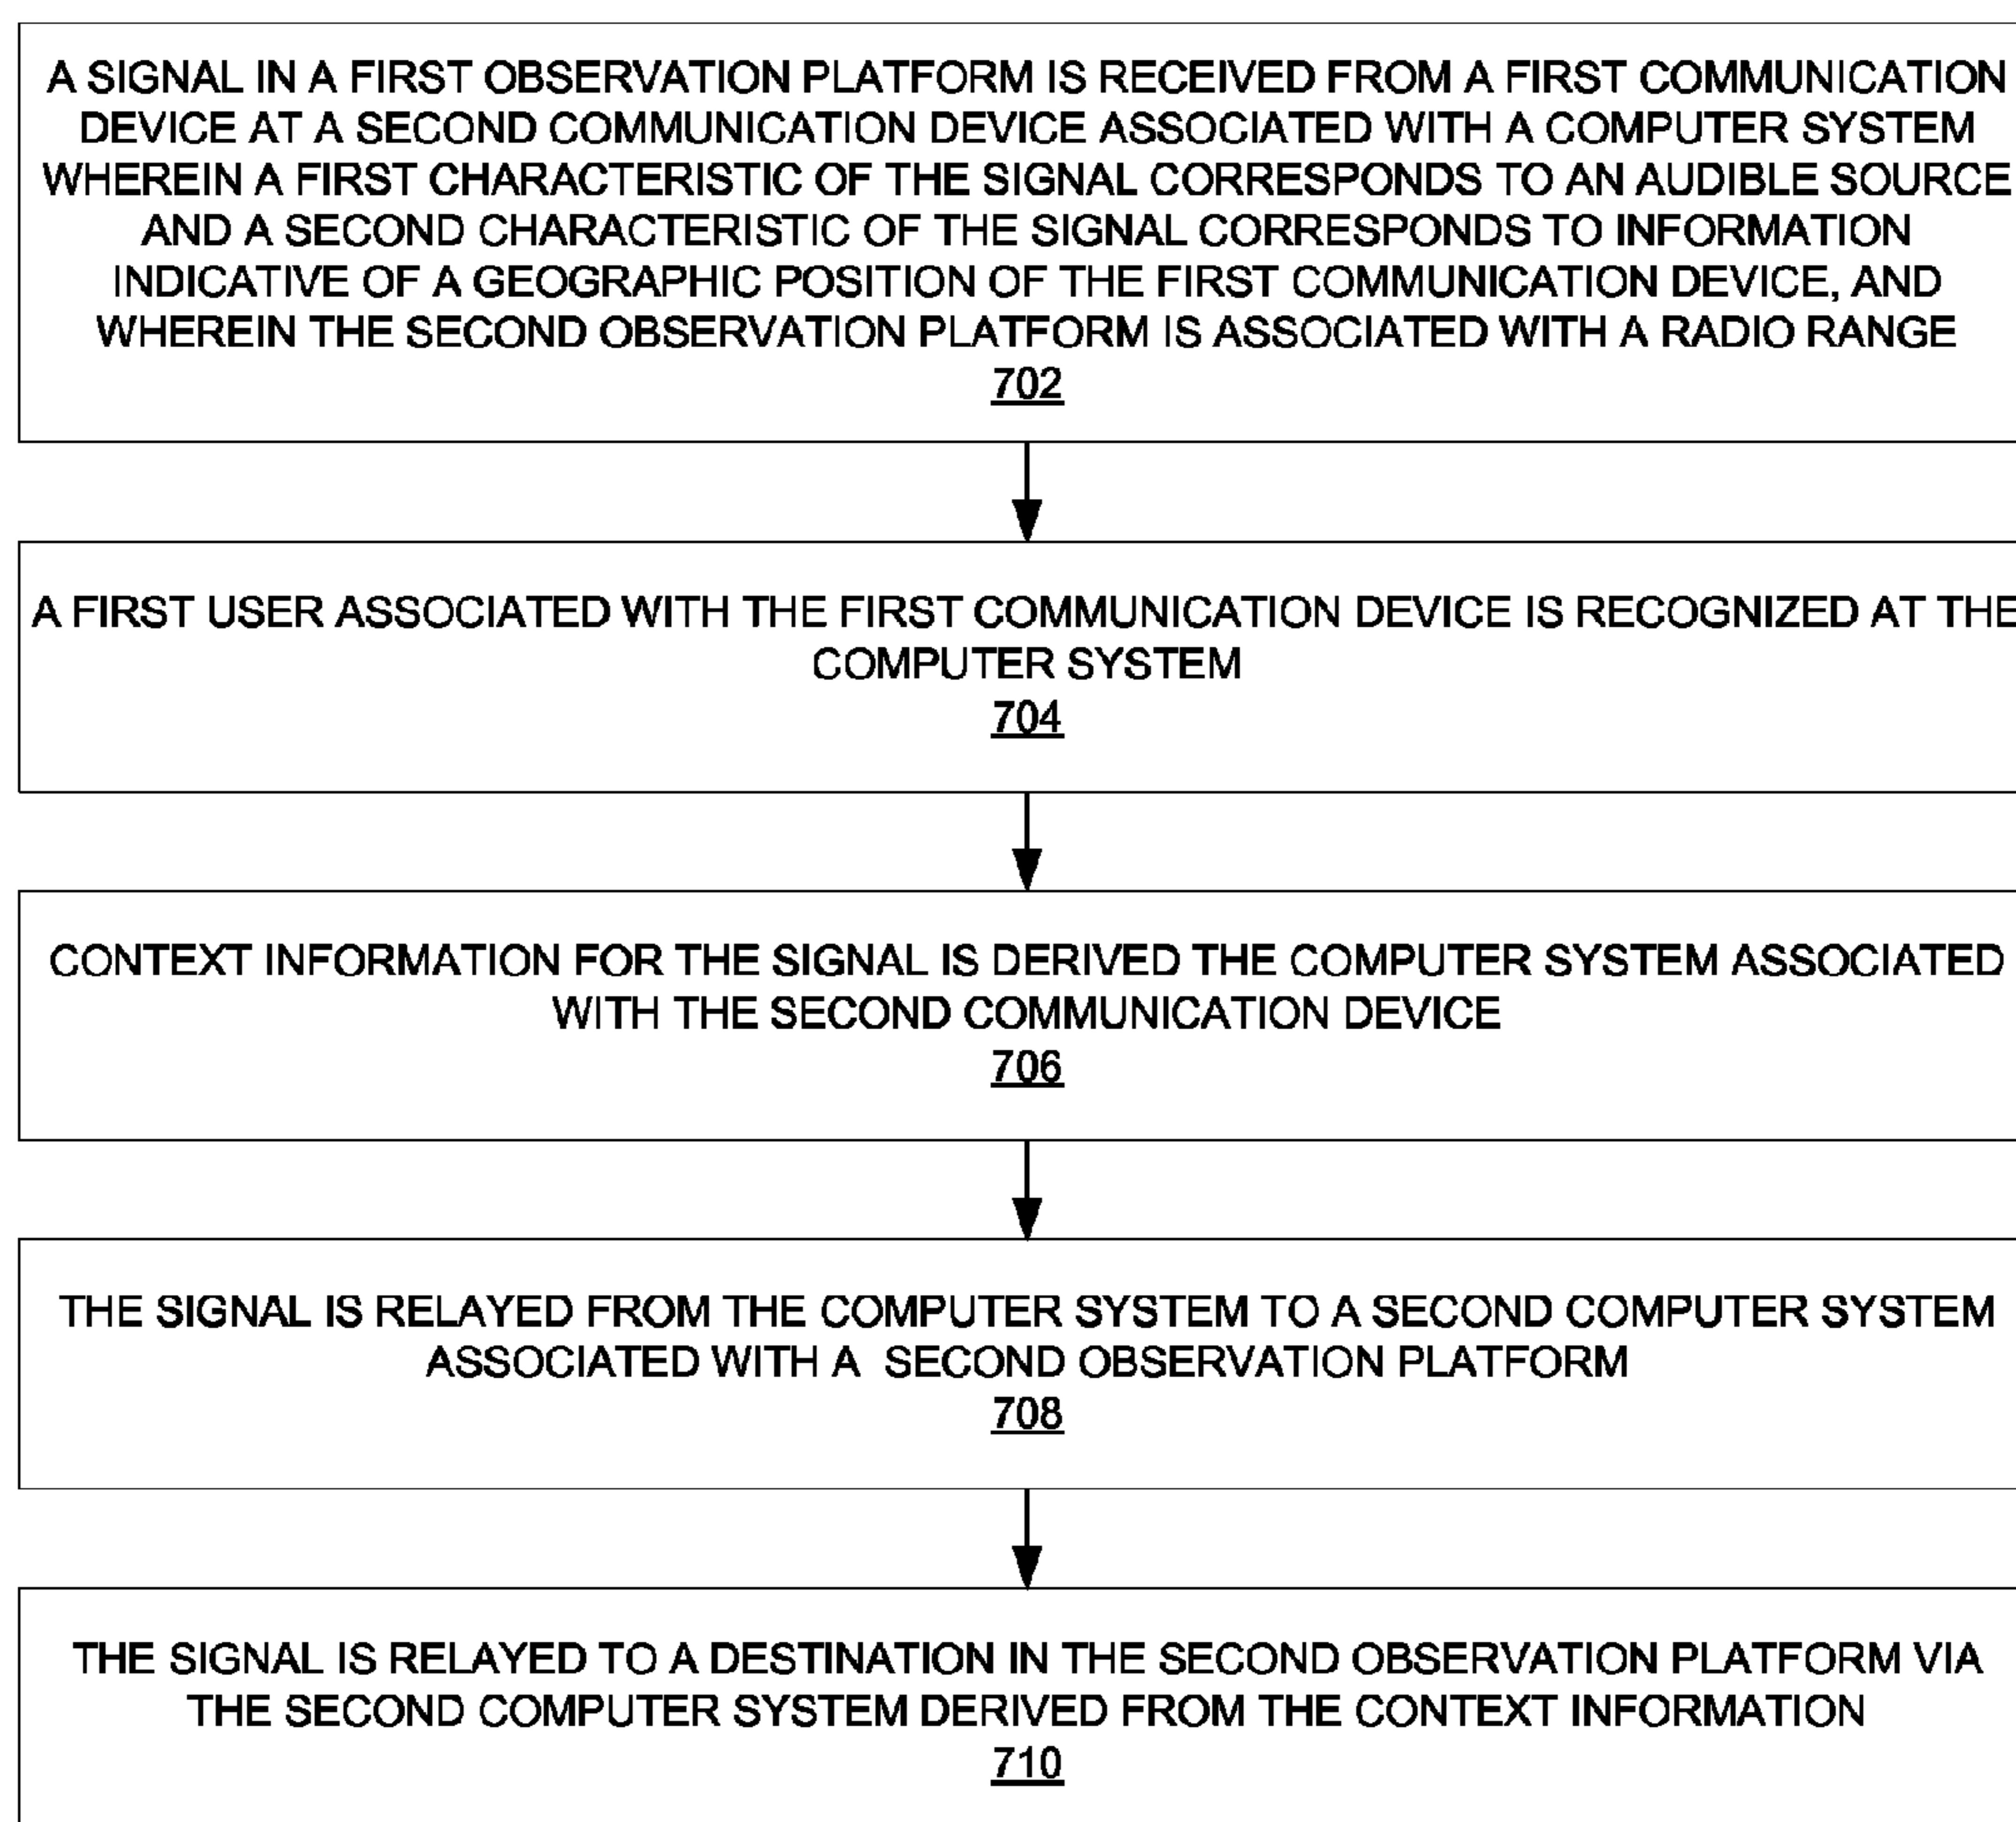 A SIGNAL IN A FIRST OBSERVATION PLATFORM IS RECEIVED FROM A FIRST COMMUNICATION
DEVICE AT A SECOND COMMUNICATION DEVICE ASSOCIATED WITH A COMPUTER SYSTEM
WHEREIN A FIRST CHARACTERISTIC OF THE SIGNAL CORRESPONDS TO AN AUDIBLE SOURCE
AND A SECOND CHARACTERISTIC OF THE SIGNAL CORRESPONDS TO INFORMATION
INDICATIVE OF A GEOGRAPHIC POSITION OF THE FIRST COMMUNICATION DEVICE, AND
WHEREIN THE SECOND OBSERVATION PLATFORM IS ASSOCIATED WITH A RADIO RANGE
702
A FIRST USER ASSOCIATED WITH THE FIRST COMMUNICATION DEVICE IS RECOGNIZED AT THE
COMPUTER SYSTEM
704
CONTEXT INFORMATION FOR THE SIGNAL IS DERIVED THE COMPUTER SYSTEM ASSOCIATED
WITH THE SECOND COMMUNICATION DEVICE
706
THE SIGNAL IS RELAYED FROM THE COMPUTER SYSTEM TO A SECOND COMPUTER SYSTEM
ASSOCIATED WITH A SECOND OBSERVATION PLATFORM
708
THE SIGNAL IS RELAYED TO A DESTINATION IN THE SECOND OBSERVATION PLATFORM VIA
THE SECOND COMPUTER SYSTEM DERIVED FROM THE CONTEXT INFORMATION
710